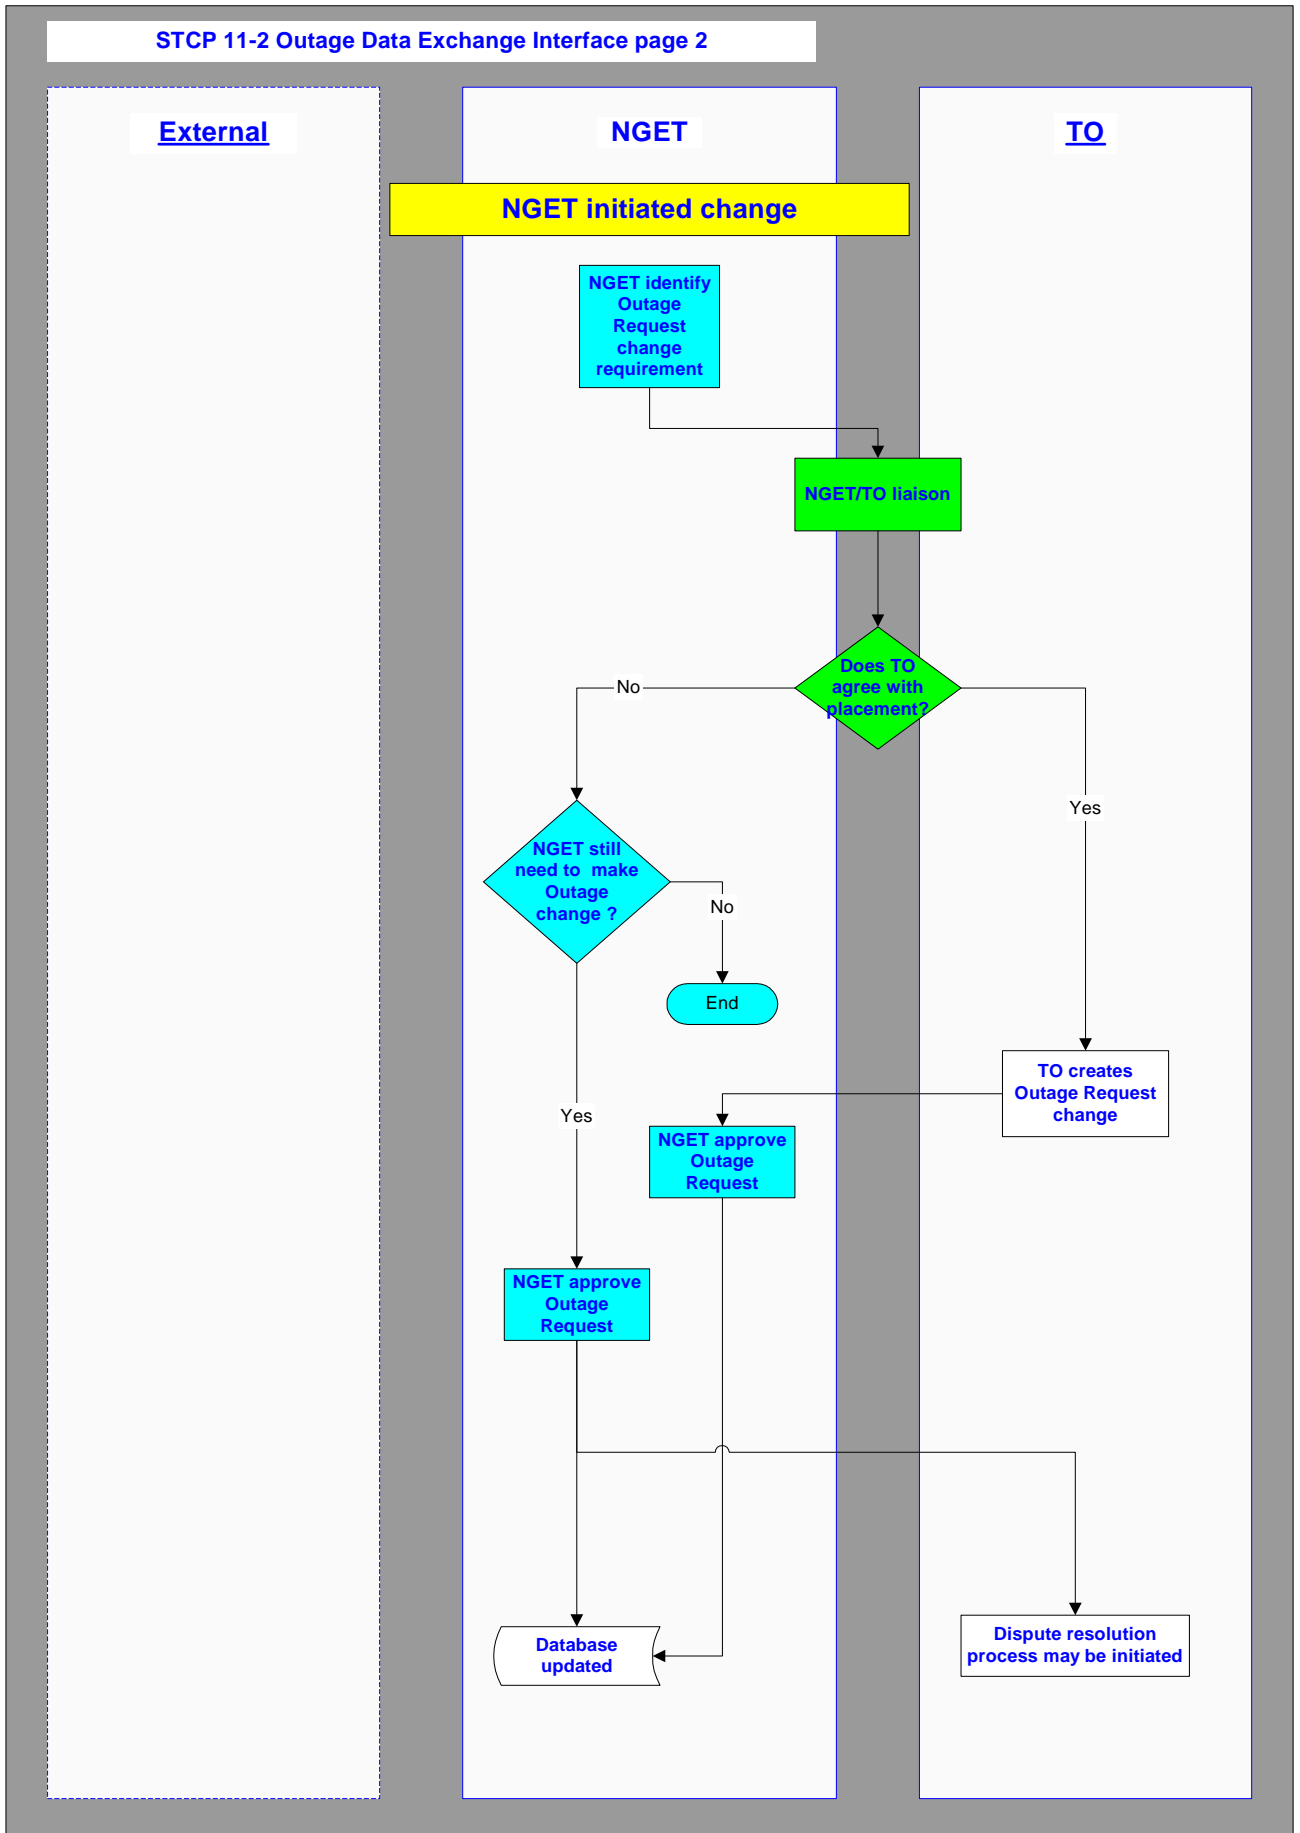 STCP 11-2 Outage Data Exchange Interface page 2
External
NGET
TO
NGET initiated change
NGET identify
Outage
Request
change
requirement
NGET/TO liaison
Does TO
agree with
placement?
No
Yes
NGET still
need to  make
Outage
change ?
No
End
Yes
TO creates
Outage Request
change
NGET approve
Outage
Request
NGET approve
Outage
Request
Database
updated
Dispute resolution
process may be initiated